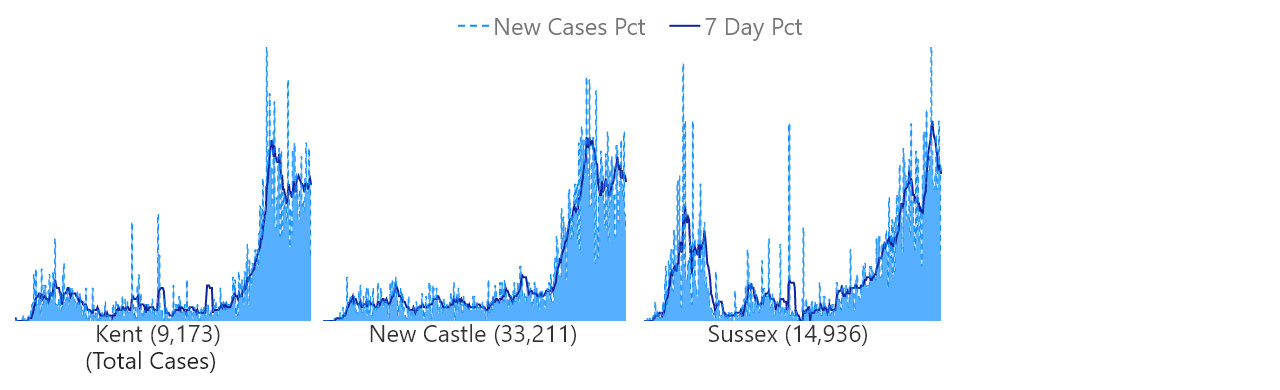 New Cases Pct 7 Day Pct
Kent (9,173) New Castle (33,211) Sussex (14,936)
(Total Cases)